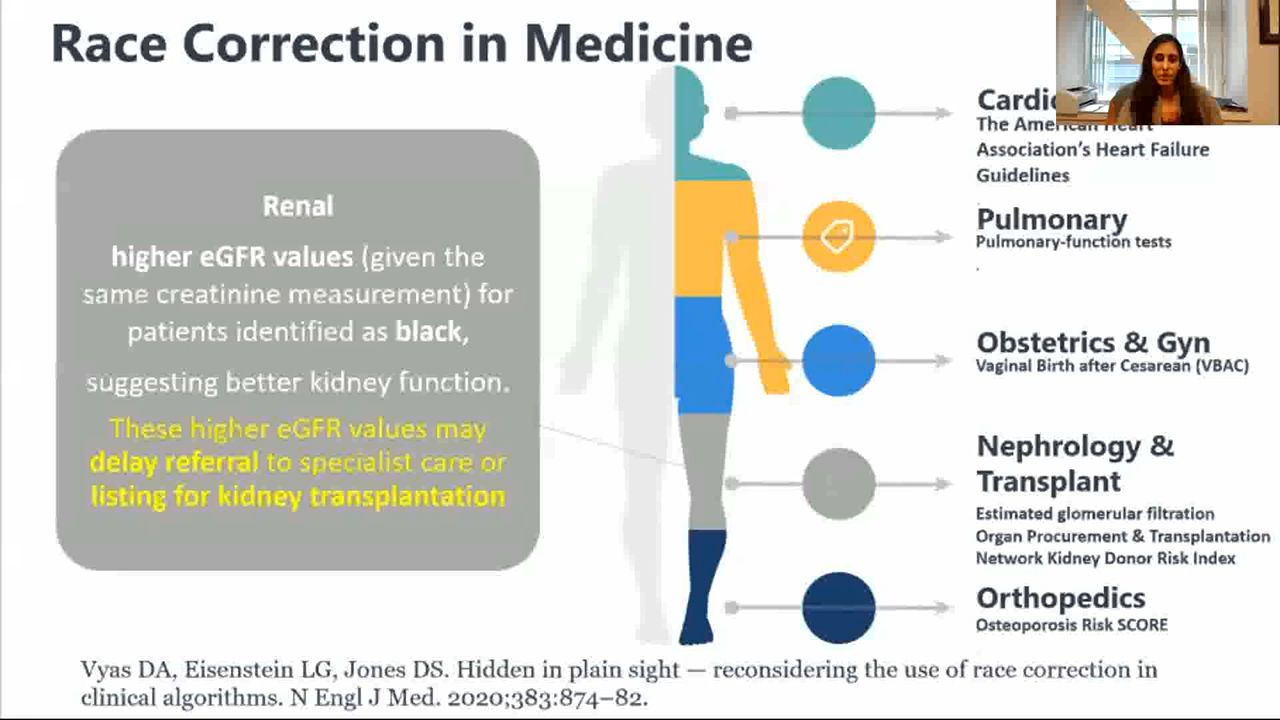 Race Correction in Medicine
Renal
higher eGFR values (given the
same creatinine measurement) for
patients identified as black,
suggesting better kidney function.
These higher eGFR values may
delay referral to specialist care or
listing for kidney transplantation
The American Heart
Association's Heart Failure
Guidelines
Pulmonary
Pulmonary-function tests
.
Obstetrics & Gyn
Vaginal Birth after Cesarean (VBAC)
Nephrology &
Transplant
Estimated glomerular filtration
Organ Procurement & Transplantation
Network Kidney Donor Risk Index
Orthopedics
Osteoporosis Risk SCORE
Vyas DA, Eisenstein LG, Jones DS. Hidden in plain sight — reconsidering the use of race correction in
clinical algorithms. N Engl J Med. 2020;383:874–82.